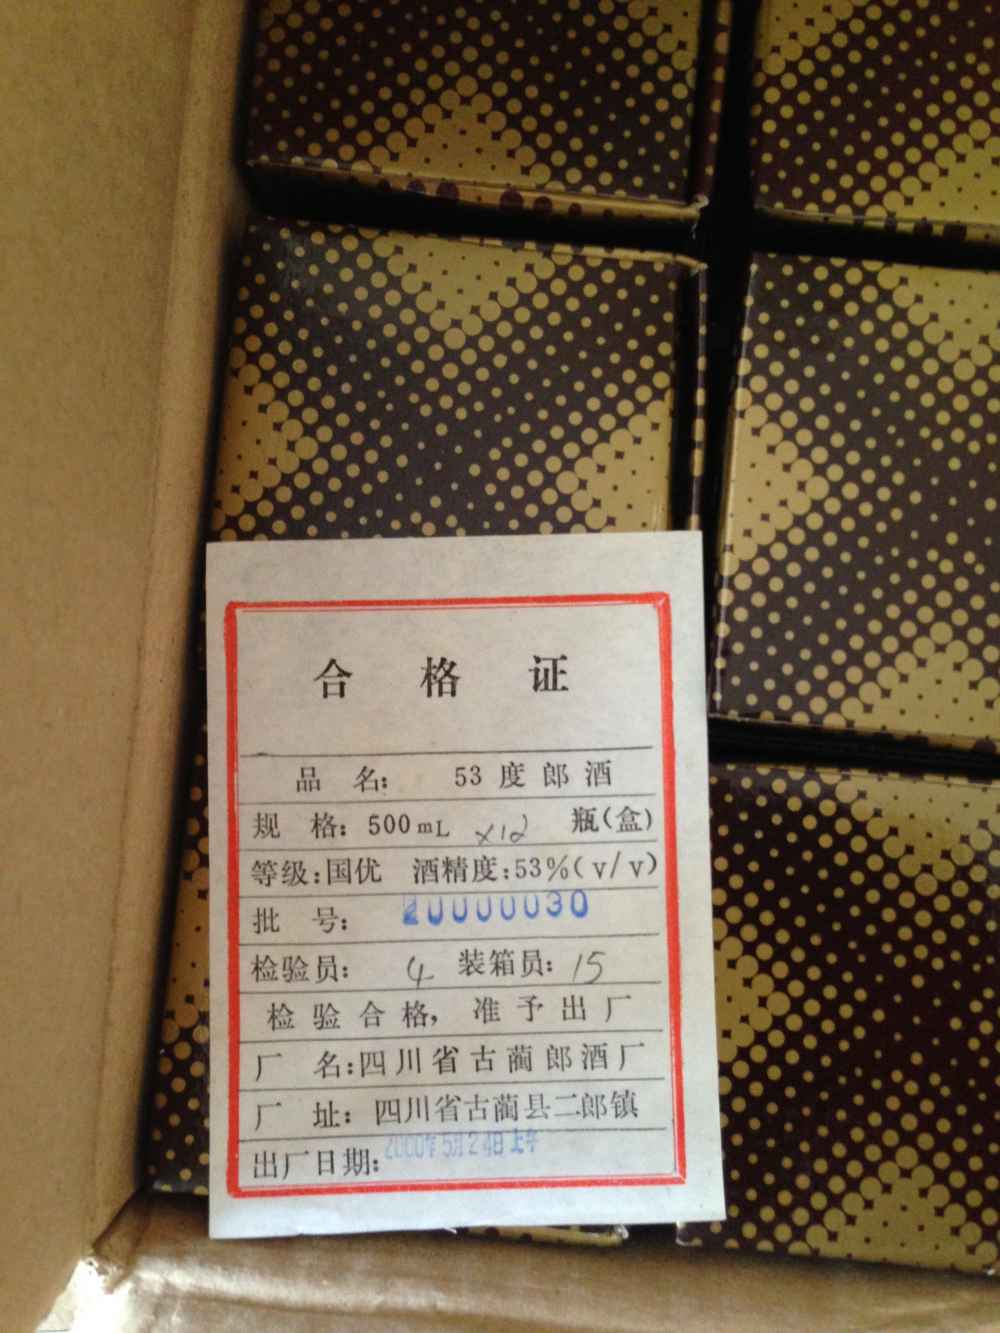 合格证
品 名: 53度郎酒
规 格: 500mL ×12 瓶(盒)
等级:国优 酒精度:53%(v/v)
批 号: 20000030
检验员: 4 装箱员: 15
检验合格,准予出厂
厂 名:四川省古蔺郎酒厂
厂 址: 四川省古蔺县二郎镇
出厂日期: 2000年5月24日上午